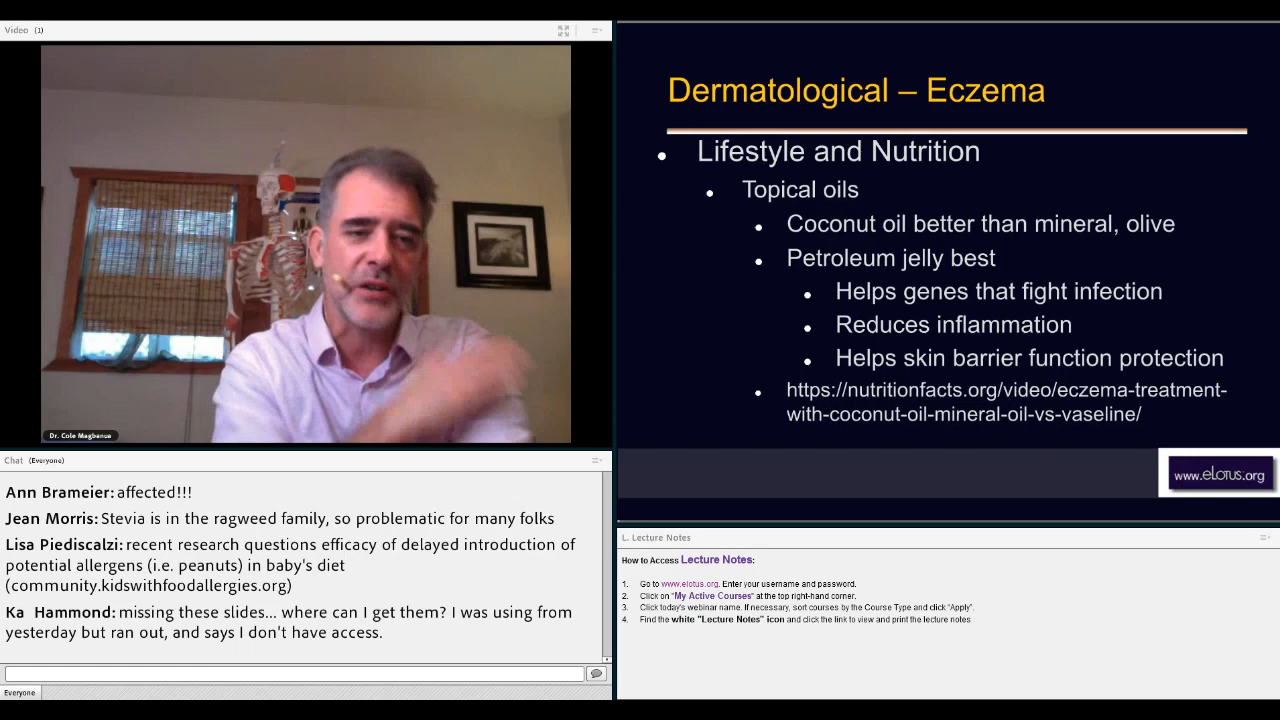 Video (1)
Dr. Cole Magbanua
Chat (Everyone)
Ann Brameier: affected!!!
Jean Morris: Stevia is in the ragweed family, so problematic for many folks
Lisa Piediscalzi: recent research questions efficacy of delayed introduction of
potential allergens (i.e. peanuts) in baby's diet
(community.kidswithfoodallergies.org)
Ka Hammond: missing these slides... where can I get them? I was using from
yesterday but ran out, and says I don't have access.
Everyone
Dermatological – Eczema
• Lifestyle and Nutrition
• Topical oils
• Coconut oil better than mineral, olive
• Petroleum jelly best
• Helps genes that fight infection
• Reduces inflammation
• Helps skin barrier function protection
• https://nutritionfacts.org/video/eczema-treatment-
with-coconut-oil-mineral-oil-vs-vaseline/
www.eLotus.org
L. Lecture Notes
How to Access Lecture Notes:
1. Go to www.elotus.org. Enter your username and password.
2. Click on "My Active Courses" at the top right-hand corner.
3. Click today's webinar name. If necessary, sort courses by the Course Type and click "Apply".
4. Find the white "Lecture Notes" icon and click the link to view and print the lecture notes